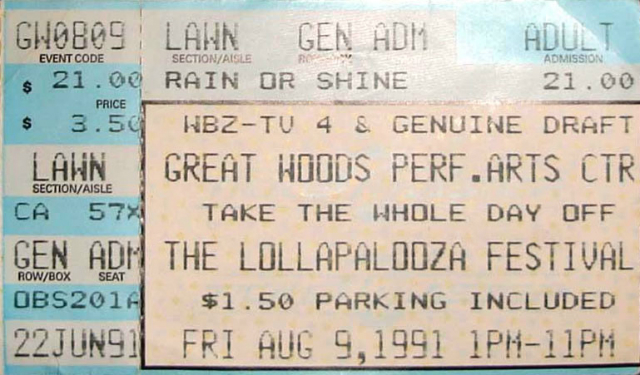 GW0809 LAWN GEN ADM ADULT
EVENT CODE SECTION/AISLE ADMISSION
$ 21.00 RAIN OR SHINE 21.00
PRICE
$ 3.50 WBZ-TV 4 & GENUINE DRAFT
LAWN GREAT WOODS PERF.ARTS CTR
SECTION/AISLE
CA 57X TAKE THE WHOLE DAY OFF
GEN ADM THE LOLLAPALOOZA FESTIVAL
ROW/BOX SEAT
OBS201A $1.50 PARKING INCLUDED
22JUN91 FRI AUG 9,1991 1PM-11PM